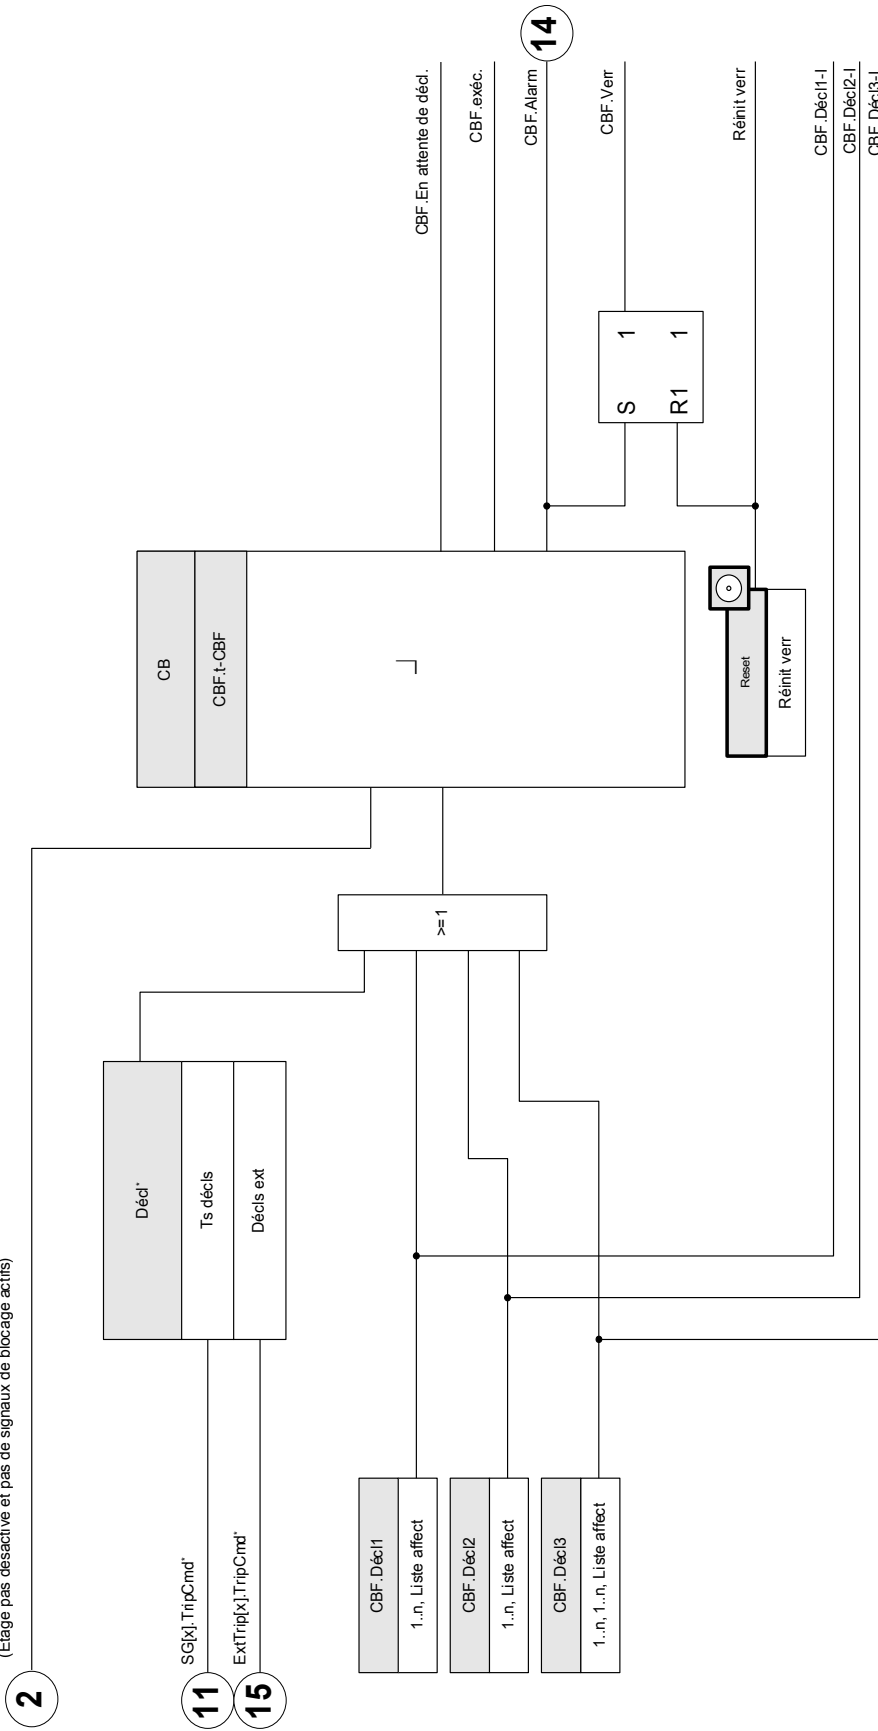 (Etage pas désactivé et pas de signaux de blocage actifs)
2
SG[x].TripCmd*
11
ExtTrip[x].TripCmd*
15
Décl*
Ts décls
Décls ext
CBF.Décl1
1..n, Liste affect
CBF.Décl2
1..n, Liste affect
CBF.Décl3
1..n, 1..n, Liste affect
>=1
CB
CBF.t-CBF
Reset
Réinit verr
S 1
R1 1
CBF.En attente de décl.
CBF.exéc.
CBF.Alarm
14
CBF.Verr
Réinit verr
CBF.Décl1-I
CBF.Décl2-I
CBF.Décl3-I